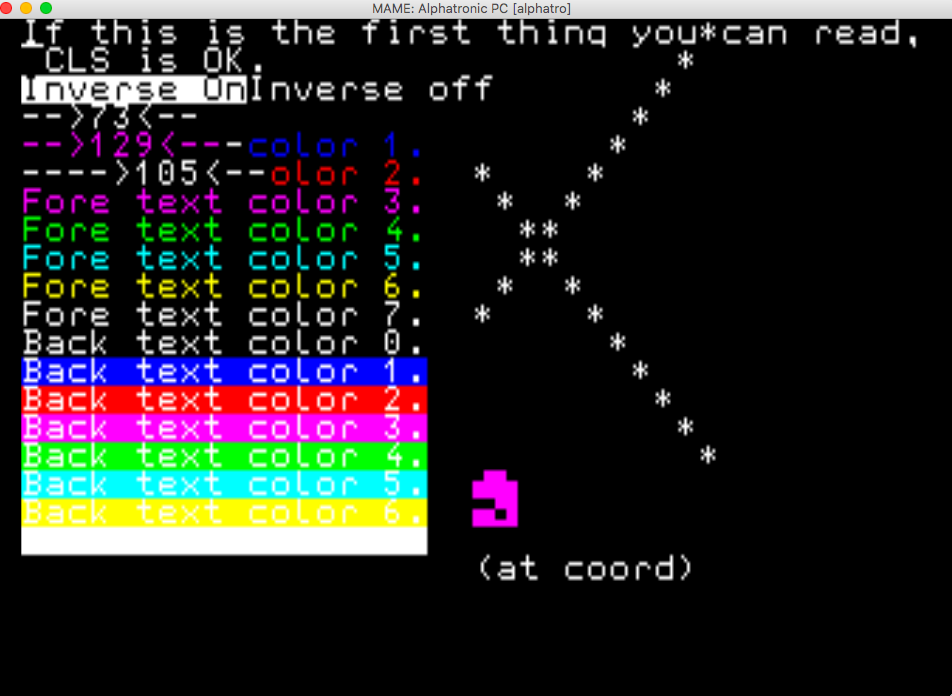 MAME: Alphatronic PC [alphatro]
If this is the first thing you*can read,
CLS is OK. *
Inverse OnInverse off *
-->73<-- *
-->129<---color 1. *
---->105<--olor 2. * *
Fore text color 3. * *
Fore text color 4. **
Fore text color 5. **
Fore text color 6. * *
Fore text color 7. * *
Back text color 0. *
Back text color 1. *
Back text color 2. *
Back text color 3. *
Back text color 4. *
Back text color 5.
Back text color 6.
(at coord)